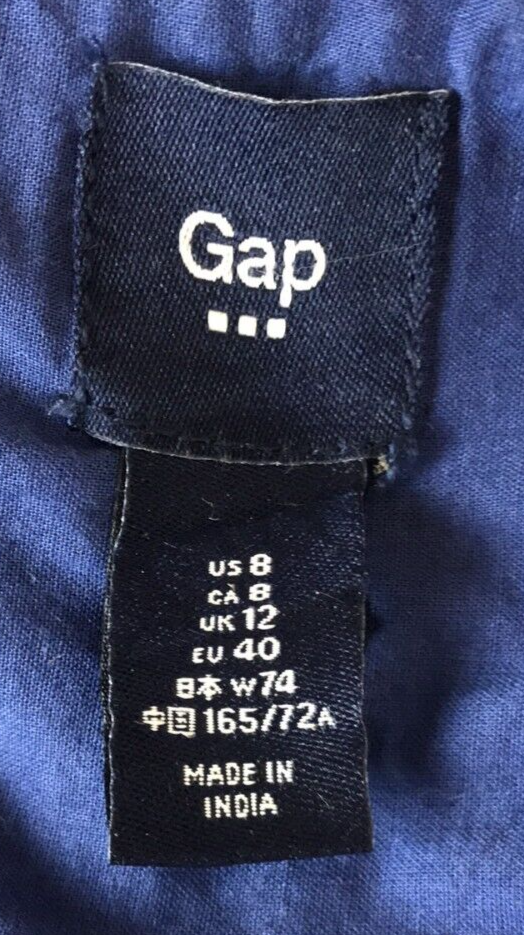 Gap
US 8
CA 8
UK 12
EU 40
日本 W74
中国 165/72A
MADE IN
INDIA